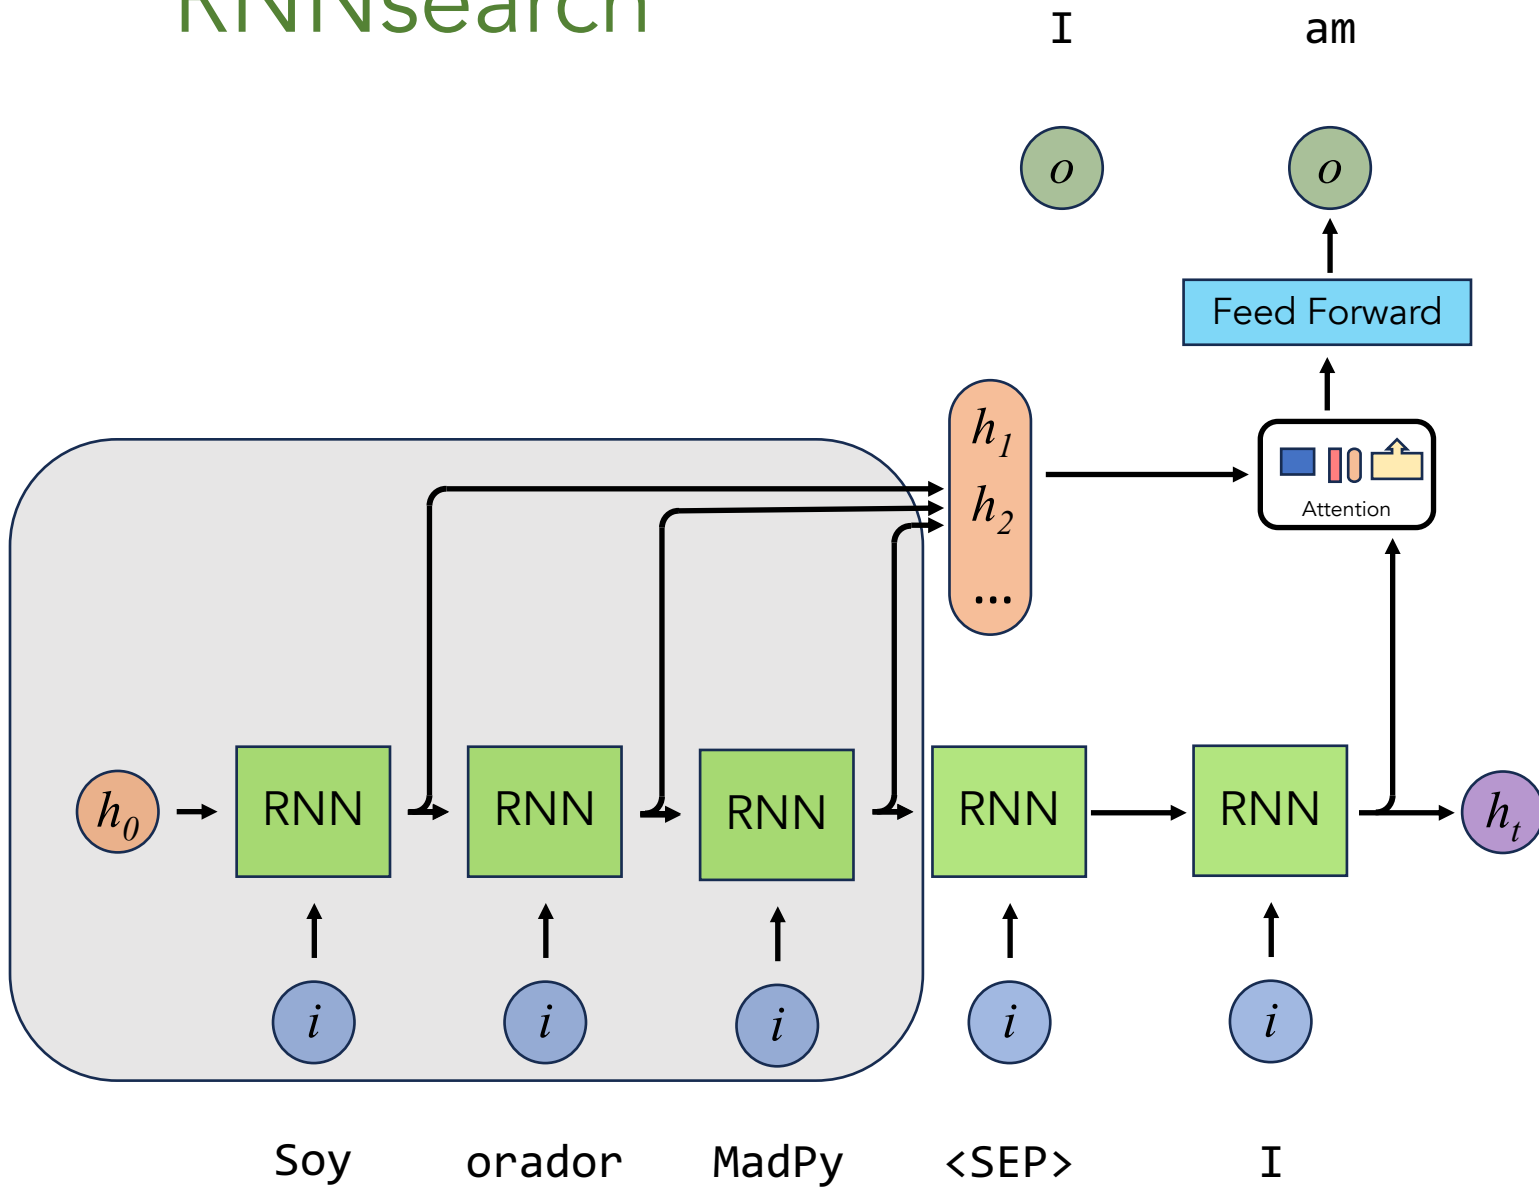 RNNsearch
I am
o o
Feed Forward
h1
h2
...
Attention
h0 RNN RNN RNN RNN RNN ht
i i i i i
Soy orador MadPy <SEP> I